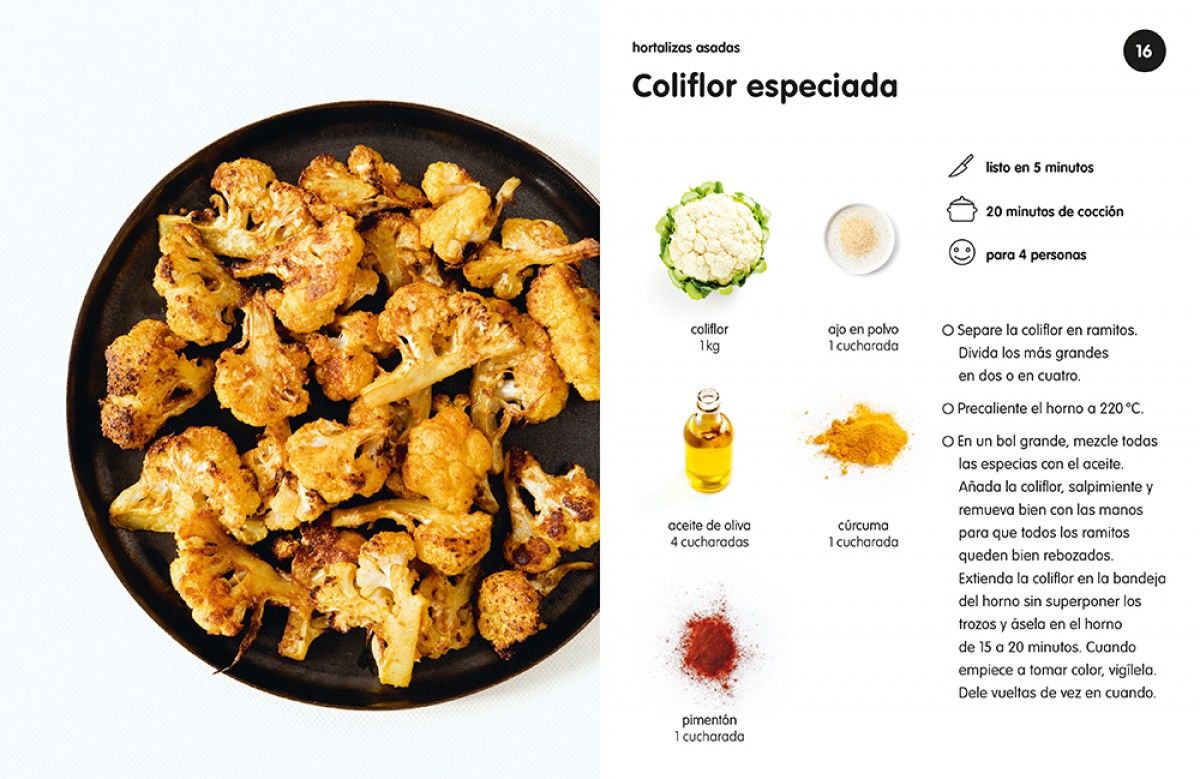 hortalizas asadas
16
Coliflor especiada
listo en 5 minutos
20 minutos de cocción
para 4 personas
coliflor
1 kg
ajo en polvo
1 cucharada
aceite de oliva
4 cucharadas
cúrcuma
1 cucharada
pimentón
1 cucharada
Separe la coliflor en ramitos.
Divida los más grandes
en dos o en cuatro.
Precaliente el horno a 220 °C.
En un bol grande, mezcle todas
las especias con el aceite.
Añada la coliflor, salpimiente y
remueva bien con las manos
para que todos los ramitos
queden bien rebozados.
Extienda la coliflor en la bandeja
del horno sin superponer los
trozos y ásela en el horno
de 15 a 20 minutos. Cuando
empiece a tomar color, vigílela.
Dele vueltas de vez en cuando.